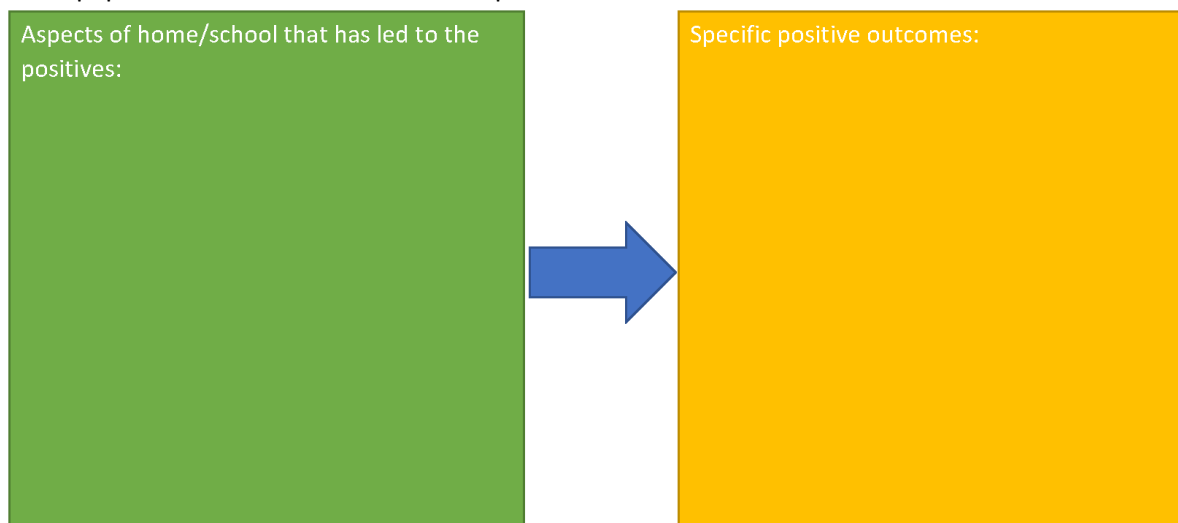 Aspects of home/school that has led to the
positives:
Specific positive outcomes: